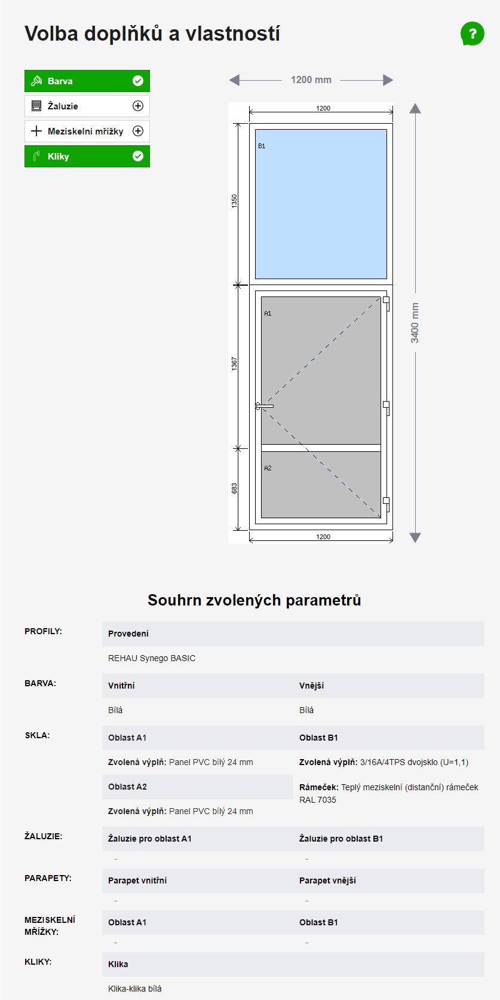 Volba doplňků a vlastností
?
Barva
Žaluzie
Meziskelní mřížky
Kliky
1200 mm
1200
B1
1350
3400 mm
A1
1367
A2
683
1200
Souhrn zvolených parametrů
PROFILY:
Provedení
REHAU Synego BASIC
BARVA:
Vnitřní
Vnější
Bílá
Bílá
SKLA:
Oblast A1
Oblast B1
Zvolená výplň: Panel PVC bílý 24 mm
Zvolená výplň: 3/16A/4TPS dvojsklo (U=1,1)
Oblast A2
Rámeček: Teplý meziskelní (distanční) rámeček
RAL 7035
Zvolená výplň: Panel PVC bílý 24 mm
ŽALUZIE:
Žaluzie pro oblast A1
Žaluzie pro oblast B1
-
-
PARAPETY:
Parapet vnitřní
Parapet vnější
-
-
MEZISKELNÍ
MŘÍŽKY:
Oblast A1
Oblast B1
-
-
KLIKY:
Klika
Klika-klika bílá